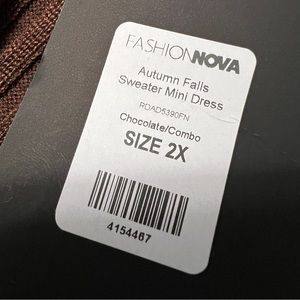 FASHIONNOVA
Autumn Falls
Sweater Mini Dress
RDAD5390FN
Chocolate/Combo
SIZE 2X
4154467